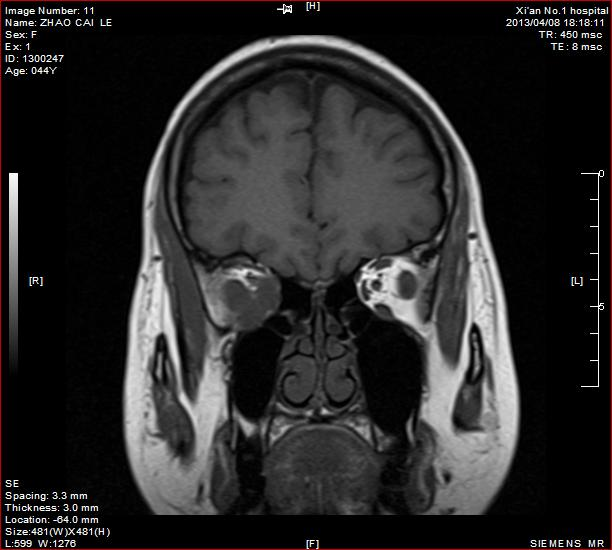 Image Number: 11
Name: ZHAO CAI LE
Sex: F
Ex: 1
ID: 1300247
Age: 044Y
[H]
Xi'an No.1 hospital
2013/04/08 18:18:11
TR: 450 msc
TE: 8 msc
0
[R]
[L]
5
SE
Spacing: 3.3 mm
Thickness: 3.0 mm
Location: -64.0 mm
Size:481(W)X481(H)
L:599 W:1276
[F]
SIEMENS MR